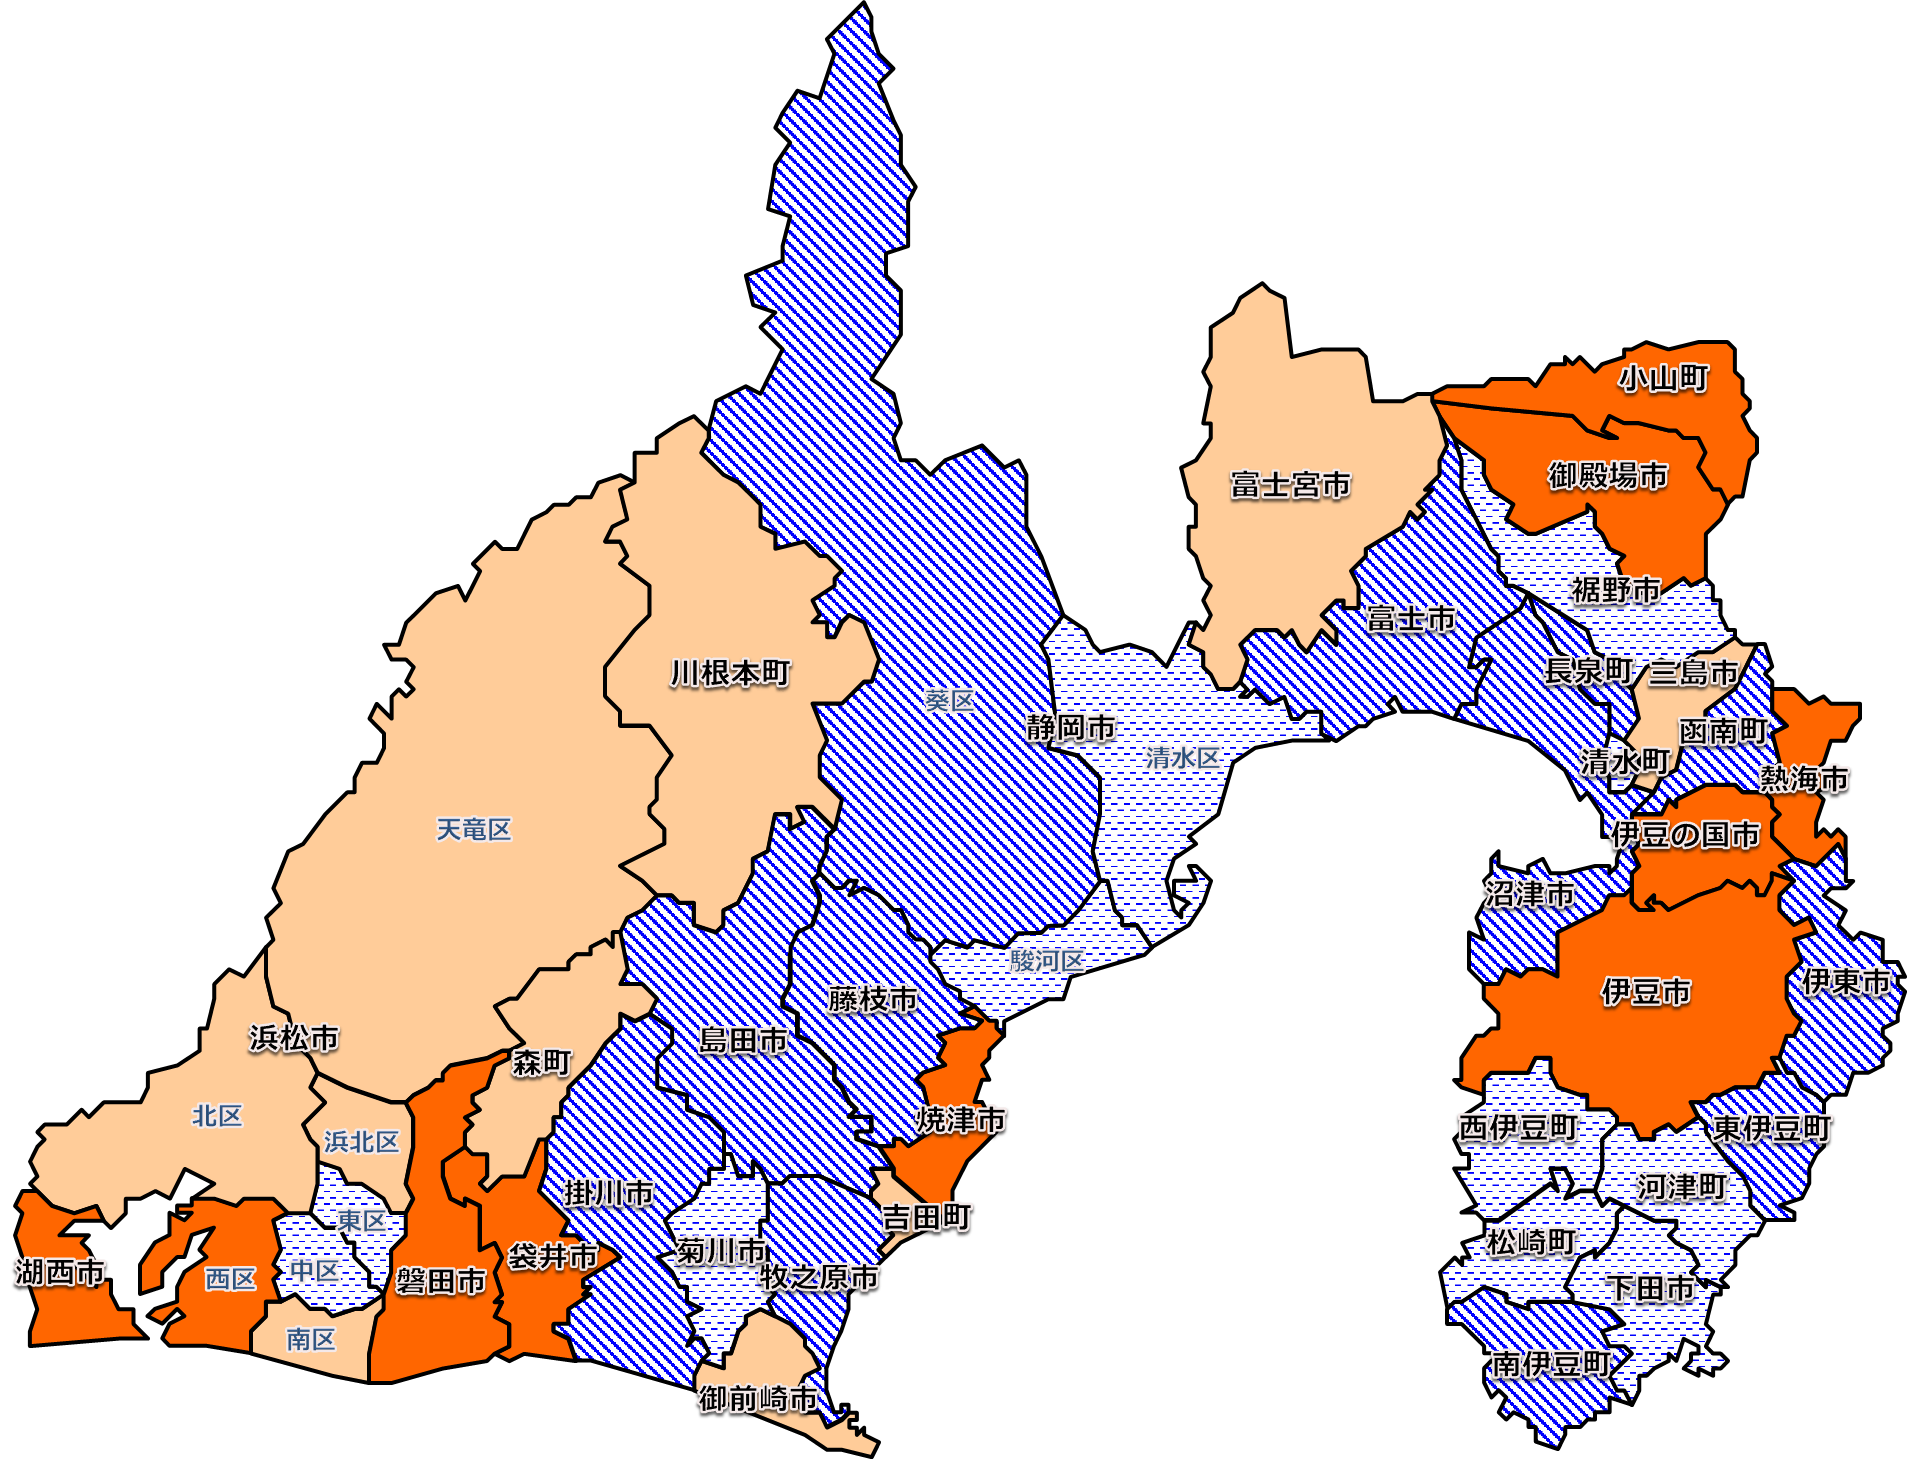 小山町
御殿場市
富士宮市
裾野市
富士市
長泉町
三島市
川根本町
葵区
静岡市
函南町
清水区
清水町
熱海市
天竜区
伊豆の国市
沼津市
駿河区
伊東市
伊豆市
藤枝市
浜松市
島田市
森町
北区
焼津市
西伊豆町
東伊豆町
浜北区
河津町
掛川市
吉田町
東区
松崎町
菊川市
袋井市
湖西市
中区
西区
磐田市
牧之原市
下田市
南区
南伊豆町
御前崎市